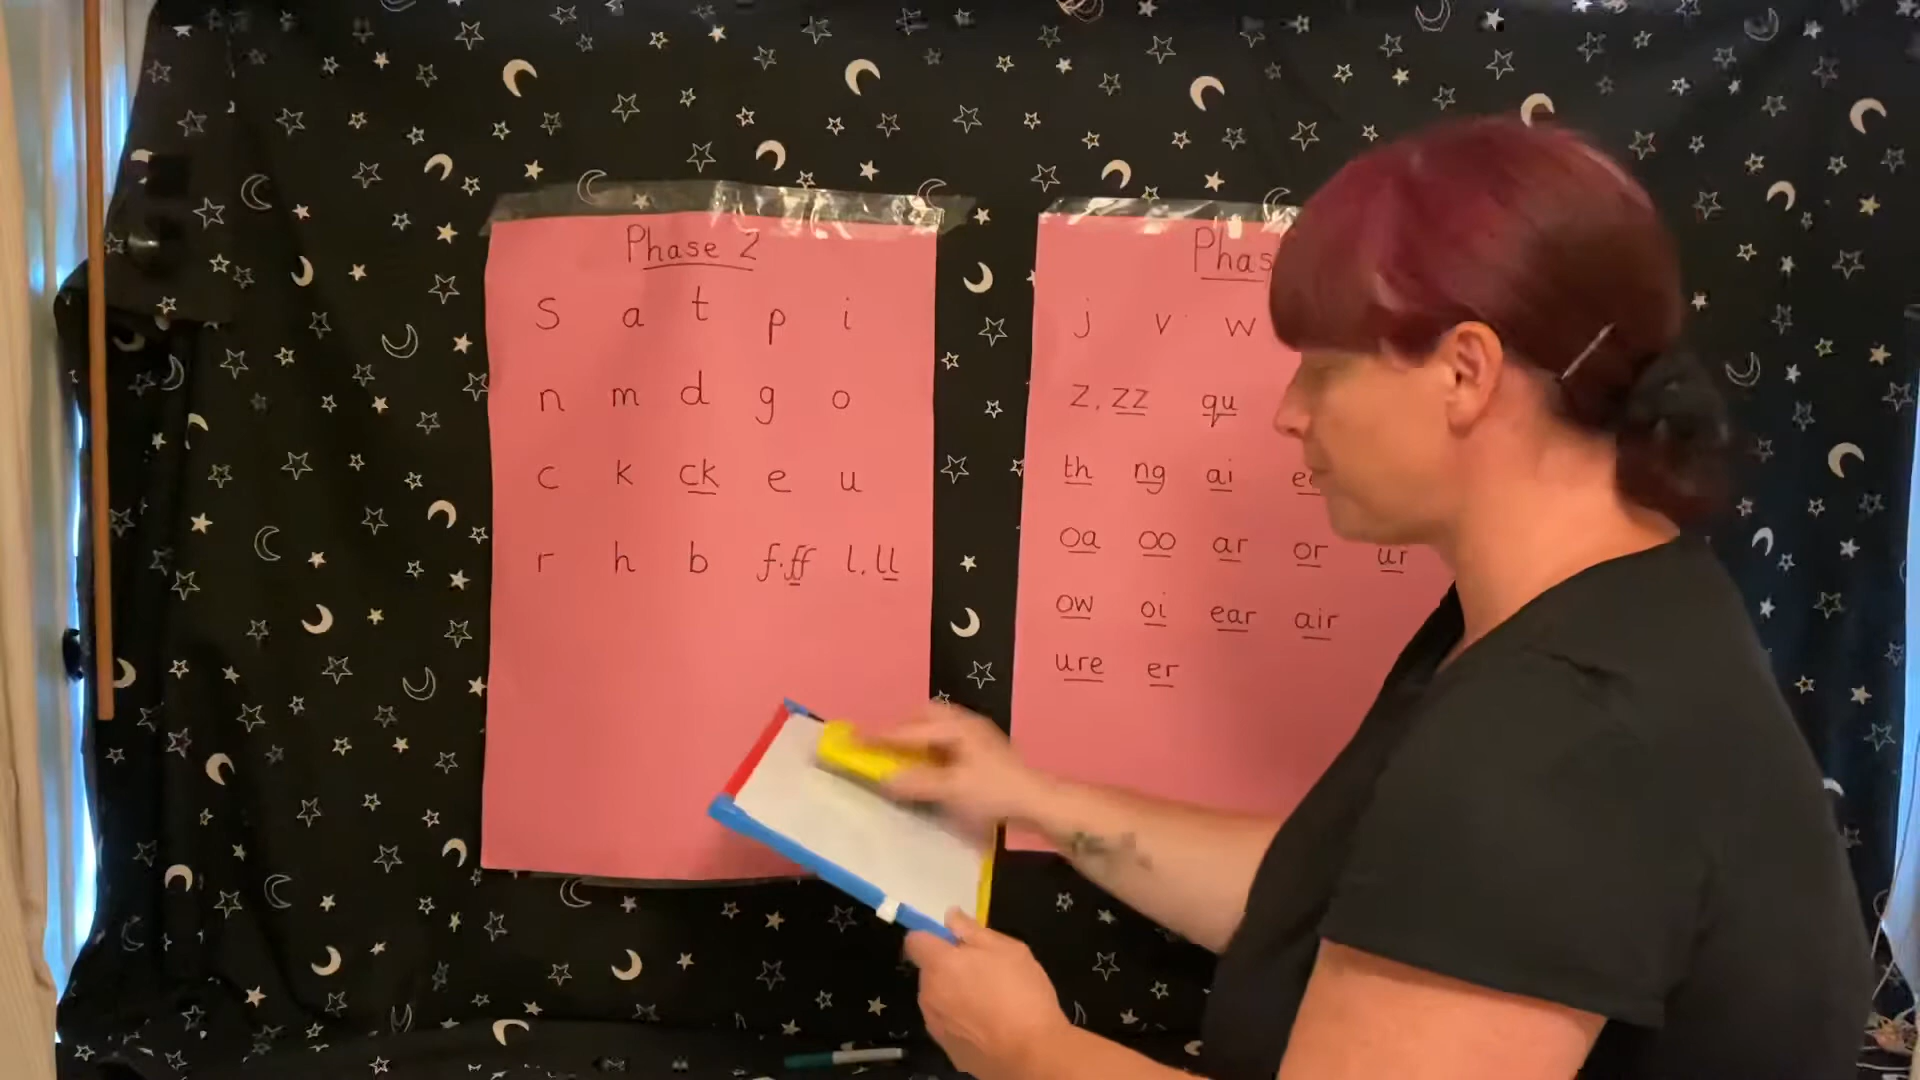 Phase 2
s a t p i
n m d g o
c k ck e u
r h b f.ff l.ll
Phas
j v w
z.zz qu
th ng ai ee
oa oo ar or ur
ow oi ear air
ure er